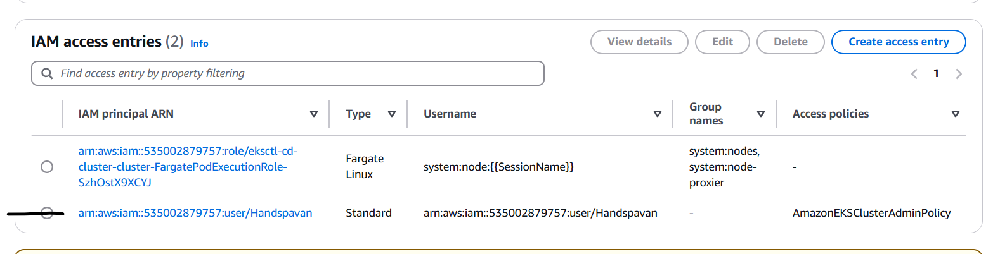 IAM access entries (2) Info
View details
Edit
Delete
Create access entry
Find access entry by property filtering
1
IAM principal ARN
Type
Username
Group
names
Access policies
arn:aws:iam::535002879757:role/eksctl-cd-
cluster-cluster-FargatePodExecutionRole-
SzhOstX9XCYJ
Fargate
Linux
system:node:{{SessionName}}
system:nodes,
system:node-
proxier
-
arn:aws:iam::535002879757:user/Handspavan
Standard
arn:aws:iam::535002879757:user/Handspavan
-
AmazonEKSClusterAdminPolicy